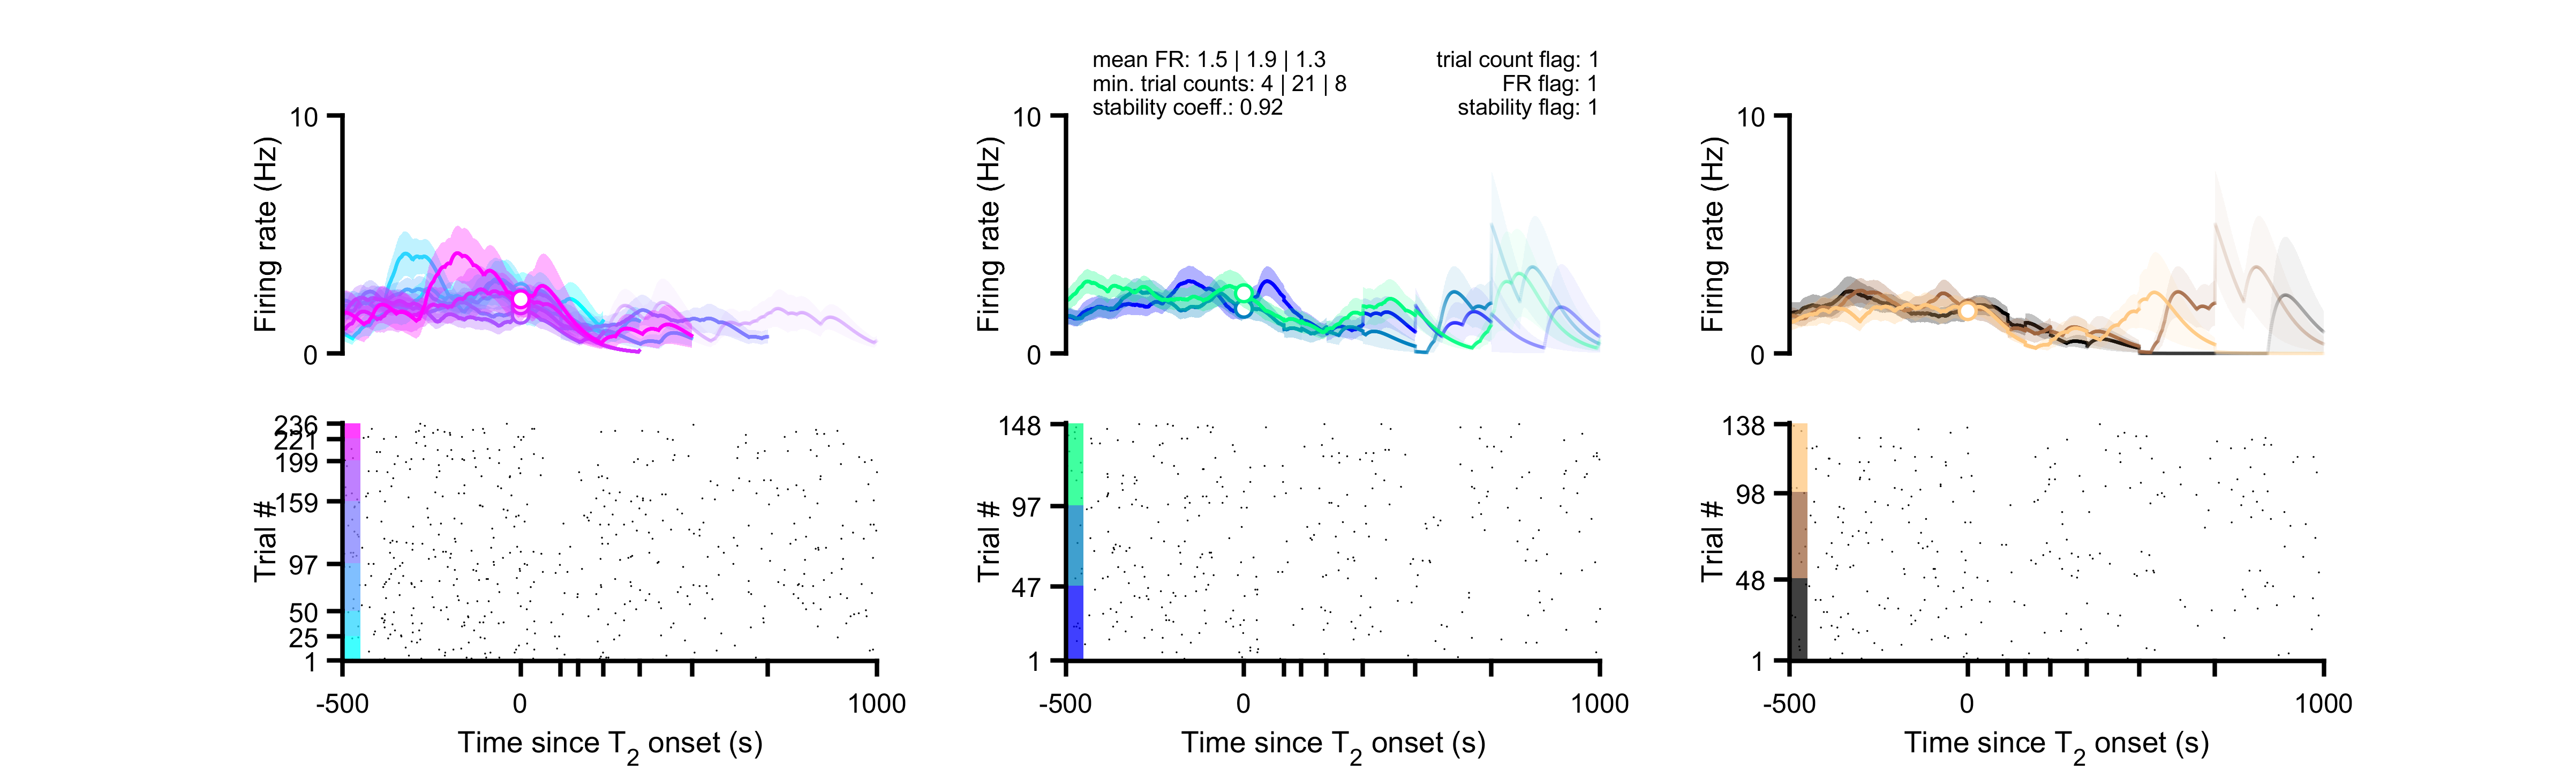 mean FR: 1.5 | 1.9 | 1.3
min. trial counts: 4 | 21 | 8
stability coeff.: 0.92
trial count flag: 1
FR flag: 1
stability flag: 1
10
0
Firing rate (Hz)
10
0
Firing rate (Hz)
10
0
Firing rate (Hz)
236
221
199
159
97
50
25
1
Trial #
-500
0
1000
Time since T2 onset (s)
148
97
47
1
Trial #
-500
0
1000
Time since T2 onset (s)
138
98
48
1
Trial #
-500
0
1000
Time since T2 onset (s)